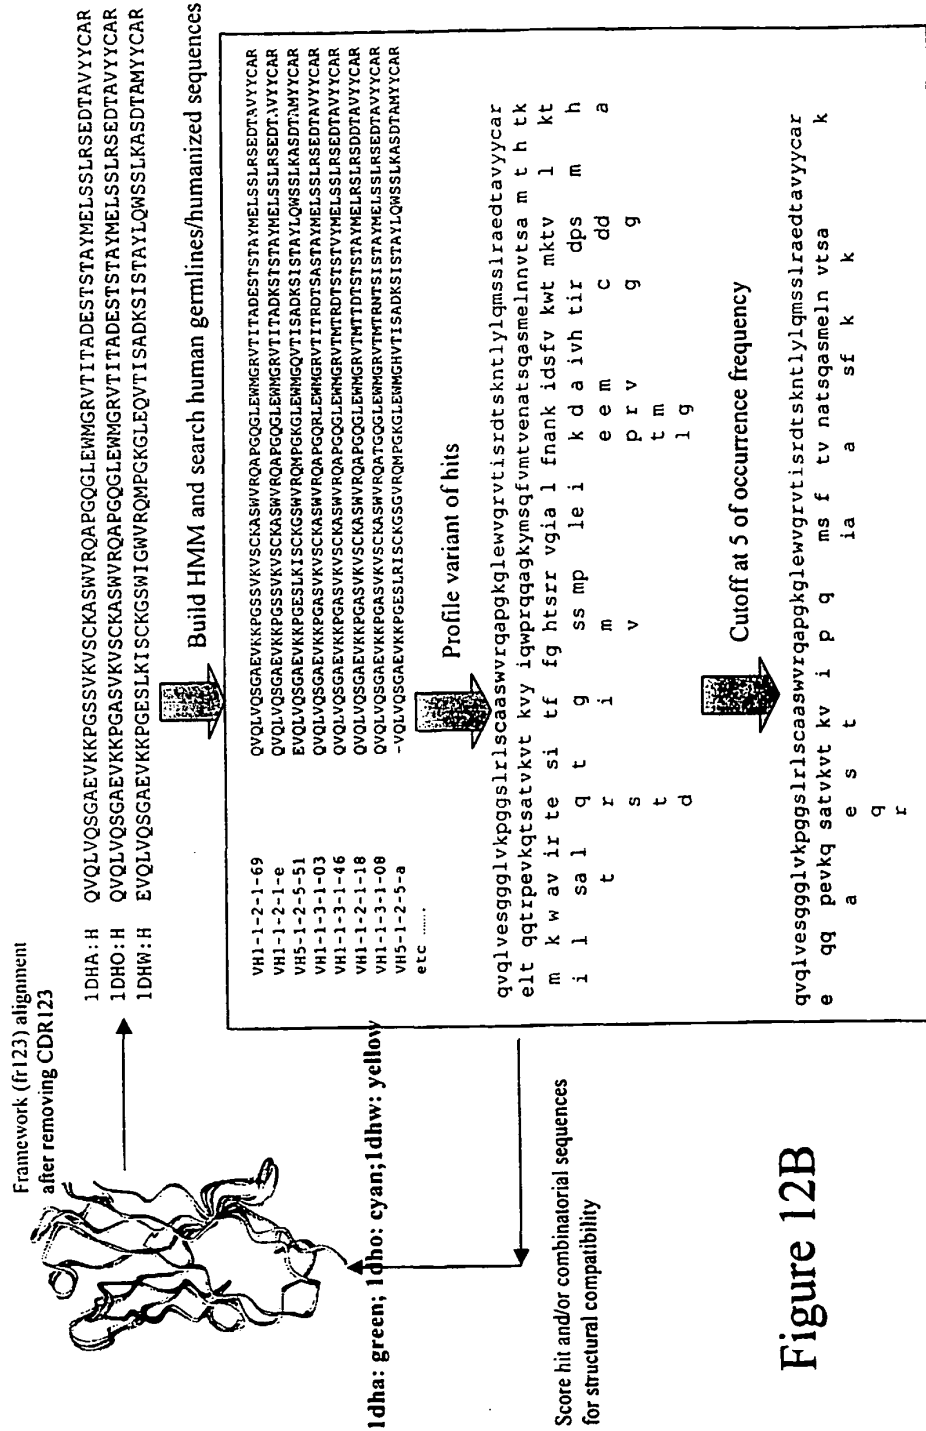 Framework (fr123) alignment
after removing CDR123
1DHA:H QVQLVQSGAEVKKPGSSVKVSCKASWVRQAPGQGLEWMGRVTITADESTSTAYMELSSLRSEDTAVYYCAR
1DHO:H QVQLVQSGAEVKKPGASVKVSCKASWVRQAPGQGLEWMGRVTITADESTSTAYMELSSLRSEDTAVYYCAR
1DHW:H EVQLVQSGAEVKKPGESLKISCKGSWIGWVRQMPGKGLEQVTISADKSISTAYLQWSSLKASDTAMYYCAR
Build HMM and search human germlines/humanized sequences
VH1-1-2-1-69 QVQLVQSGAEVKKPGSSVKVSCKASWVRQAPGQGLEWMGRVTITADESTSTAYMELSSLRSEDTAVYYCAR
VH1-1-2-1-e QVQLVQSGAEVKKPGSSVKVSCKASWVRQAPGQGLEWMGRVTITADKSTSTAYMELSSLRSEDTAVYYCAR
VH5-1-2-5-51 EVQLVQSGAEVKKPGESLKISCKGSWVRQMPGKGLEWMGQVTISADKSISTAYLQWSSLKASDTAMYYCAR
VH1-1-3-1-03 QVQLVQSGAEVKKPGASVKVSCKASWVRQAPGQRLEWMGRVTITRDTSASTAYMELSSLRSEDTAVYYCAR
VH1-1-3-1-46 QVQLVQSGAEVKKPGASVKVSCKASWVRQAPGQGLEWMGRVTMTRDTSTSTVYMELSSLRSEDTAVYYCAR
VH1-1-2-1-18 QVQLVQSGAEVKKPGASVKVSCKASWVRQAPGQGLEWMGRVTMTTDTSTSTAYMELRSLRSDDTAVYYCAR
VH1-1-3-1-08 QVQLVQSGAEVKKPGASVKVSCKASWVRQATGQGLEWMGRVTMTRNTSISTAYMELSSLRSEDTAVYYCAR
VH5-1-2-5-a -VQLVQSGAEVKKPGESLRISCKGSGVRQMPGKGLEWMGHVTISADKSISTAYLQWSSLKASDTAMYYCAR
etc ......
Profile variant of hits
qvqlvesggglvkpggslrlscaaswvrqapgkglewvgrvtisrdtskntlylqmsslraedtavyycar
elt qqtrpevkqtsatvkvt kvy iqwprqqagkymsqfvmtvenatsqasmelnnvtsa m t h tk
m k w av ir te si tf fg htsrr vgia l fnank idsfv kwt mktv l kt
i l sa l q t g ss mp le i k d a ivh tir dps m h
t r i m e e m c dd a
s v p r v g g
t t m
d l g
Cutoff at 5 of occurrence frequency
qvqlvesggglvkpggslrlscaaswvrqapgkglewvgrvtisrdtskntlylqmsslraedtavyycar
e qq pevkq satvkvt kv i p q ms f tv natsqasmeln vtsa k
a e s t ia a sf k k
q
r
1dha: green; 1dho: cyan;1dhw: yellow
Score hit and/or combinatorial sequences
for structural compatibility
Figure 12B